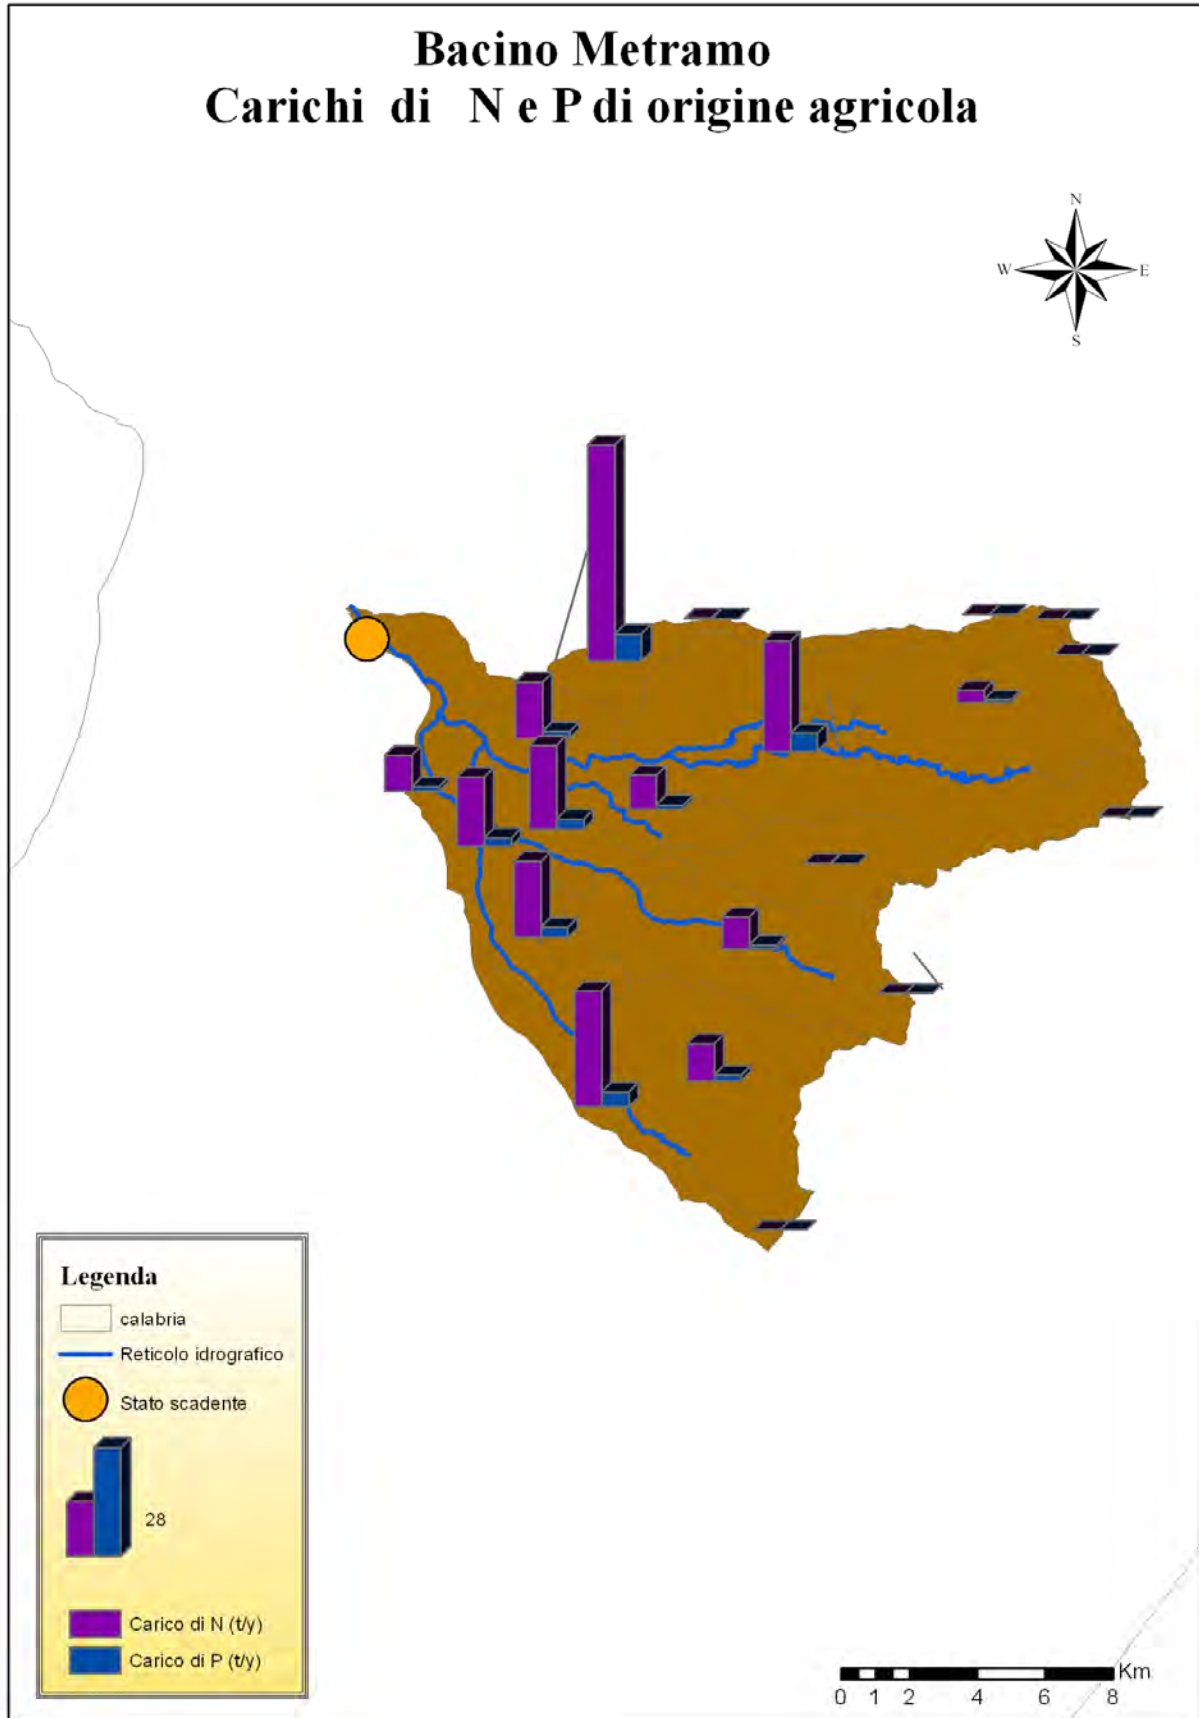 Bacino Metramo
Carichi di N e P di origine agricola
N
W E
S
Legenda
calabria
Reticolo idrografico
Stato scadente
28
Carico di N (t/y)
Carico di P (t/y)
Km
0 1 2 4 6 8